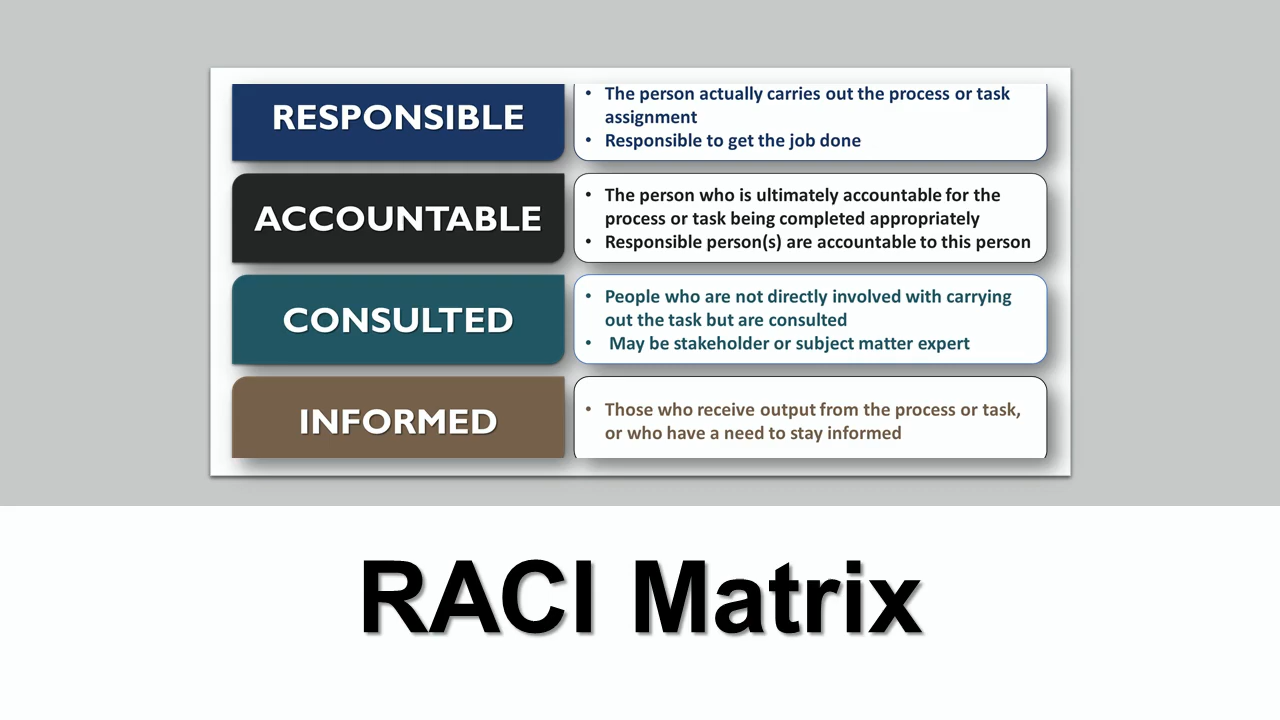 RESPONSIBLE
• The person actually carries out the process or task
assignment
• Responsible to get the job done
ACCOUNTABLE
• The person who is ultimately accountable for the
process or task being completed appropriately
• Responsible person(s) are accountable to this person
CONSULTED
• People who are not directly involved with carrying
out the task but are consulted
• May be stakeholder or subject matter expert
INFORMED
• Those who receive output from the process or task,
or who have a need to stay informed
RACI Matrix